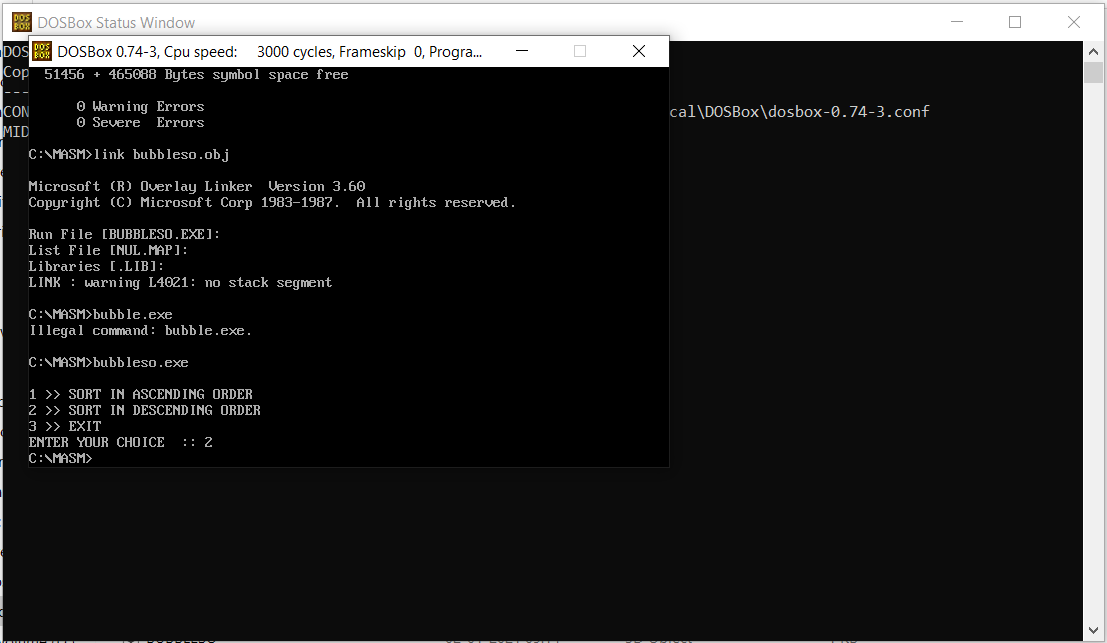 DOSBox Status Window
DOSBox 0.74-3, Cpu speed: 3000 cycles, Frameskip 0, Progra...
DOS
Cop
---
CON
cal\DOSBox\dosbox-0.74-3.conf
MID
51456 + 465088 Bytes symbol space free
0 Warning Errors
0 Severe Errors
C:\MASM>link bubbleso.obj
Microsoft (R) Overlay Linker Version 3.60
Copyright (C) Microsoft Corp 1983-1987. All rights reserved.
Run File [BUBBLESO.EXE]:
List File [NUL.MAP]:
Libraries [.LIB]:
LINK : warning L4021: no stack segment
C:\MASM>bubble.exe
Illegal command: bubble.exe.
C:\MASM>bubbleso.exe
1 >> SORT IN ASCENDING ORDER
2 >> SORT IN DESCENDING ORDER
3 >> EXIT
ENTER YOUR CHOICE :: 2
C:\MASM>